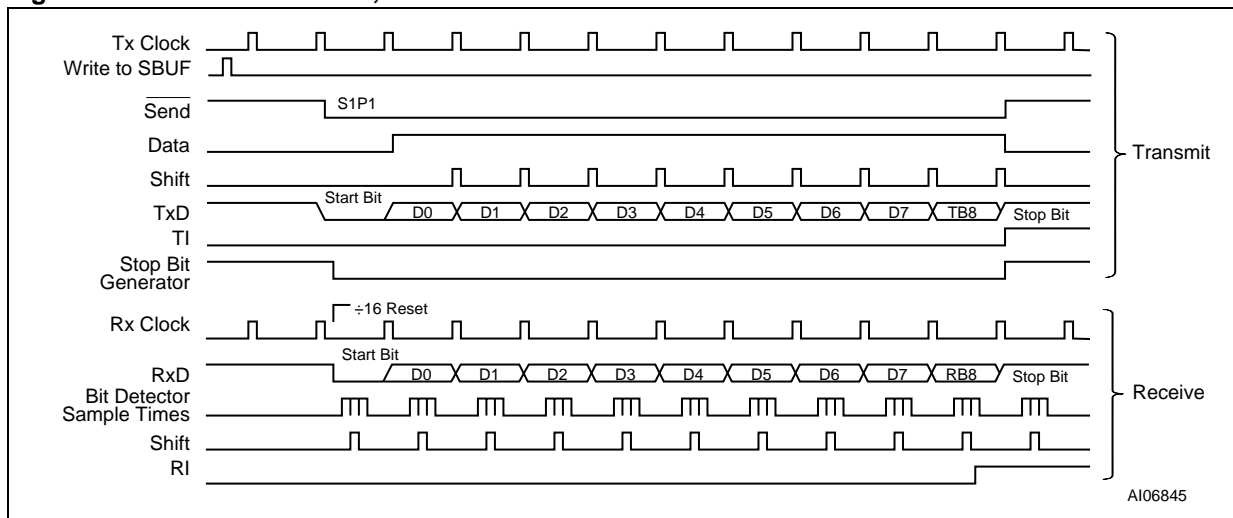 Tx Clock
Write to SBUF
Send
S1P1
Data
Shift
Start Bit
TxD
D0 D1 D2 D3 D4 D5 D6 D7 TB8 Stop Bit
TI
Stop Bit
Generator
Transmit
÷16 Reset
Rx Clock
Start Bit
RxD
D0 D1 D2 D3 D4 D5 D6 D7 RB8 Stop Bit
Bit Detector
Sample Times
Shift
RI
Receive
AI06845